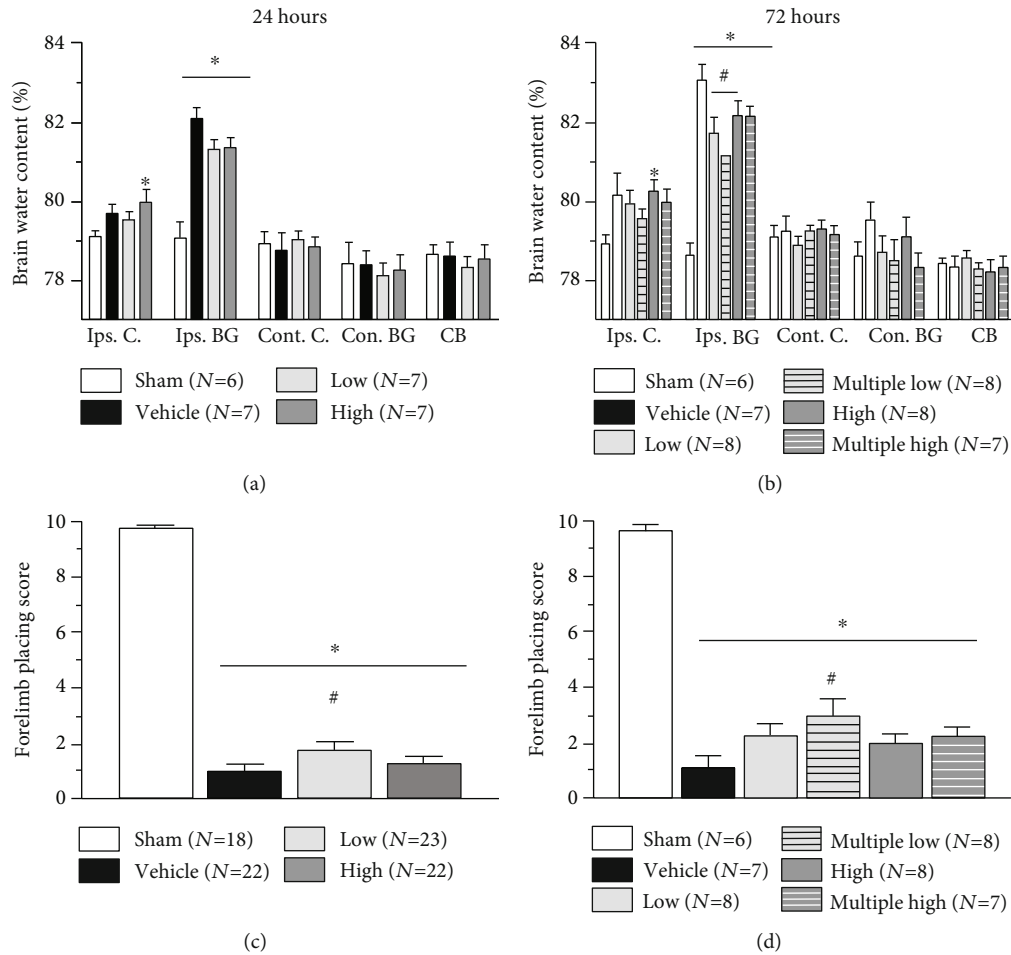 24 hours
72 hours
Brain water content (%)
84
82
80
78
*
*
Ips. C.
Ips. BG
Cont. C.
Con. BG
CB
Sham (N=6)
Low (N=7)
Vehicle (N=7)
High (N=7)
(a)
Brain water content (%)
84
82
80
78
*
#
*
Ips. C.
Ips. BG
Cont. C.
Con. BG
CB
Sham (N=6)
Multiple low (N=8)
Vehicle (N=7)
High (N=8)
Low (N=8)
Multiple high (N=7)
(b)
Forelimb placing score
10
8
6
4
2
0
*
#
Sham (N=18)
Low (N=23)
Vehicle (N=22)
High (N=22)
(c)
Forelimb placing score
10
8
6
4
2
0
*
#
Sham (N=6)
Multiple low (N=8)
Vehicle (N=7)
High (N=8)
Low (N=8)
Multiple high (N=7)
(d)